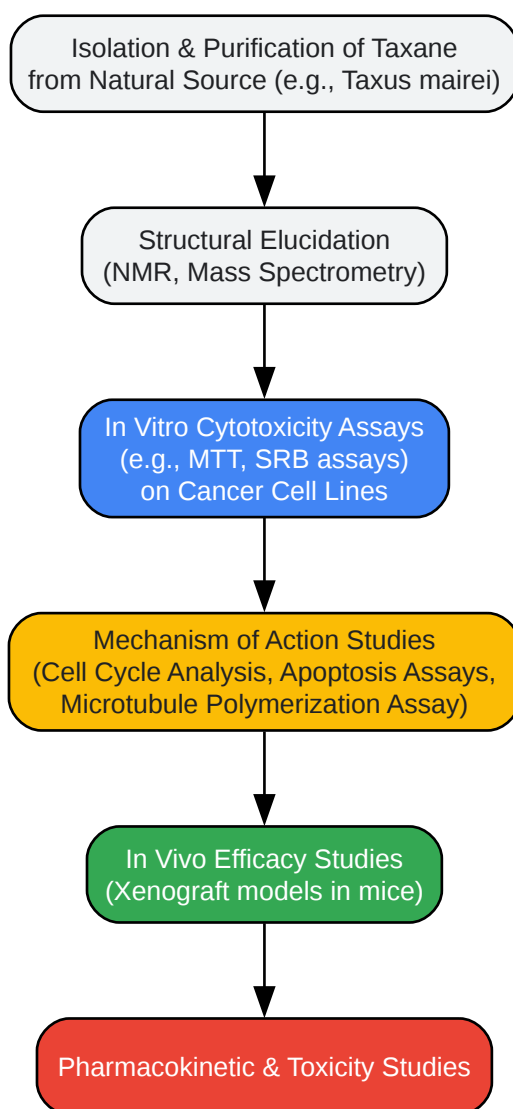 Isolation & Purification of Taxane
from Natural Source (e.g., Taxus mairei)
Structural Elucidation
(NMR, Mass Spectrometry)
In Vitro Cytotoxicity Assays
(e.g., MTT, SRB assays)
on Cancer Cell Lines
Mechanism of Action Studies
(Cell Cycle Analysis, Apoptosis Assays,
Microtubule Polymerization Assay)
In Vivo Efficacy Studies
(Xenograft models in mice)
Pharmacokinetic & Toxicity Studies